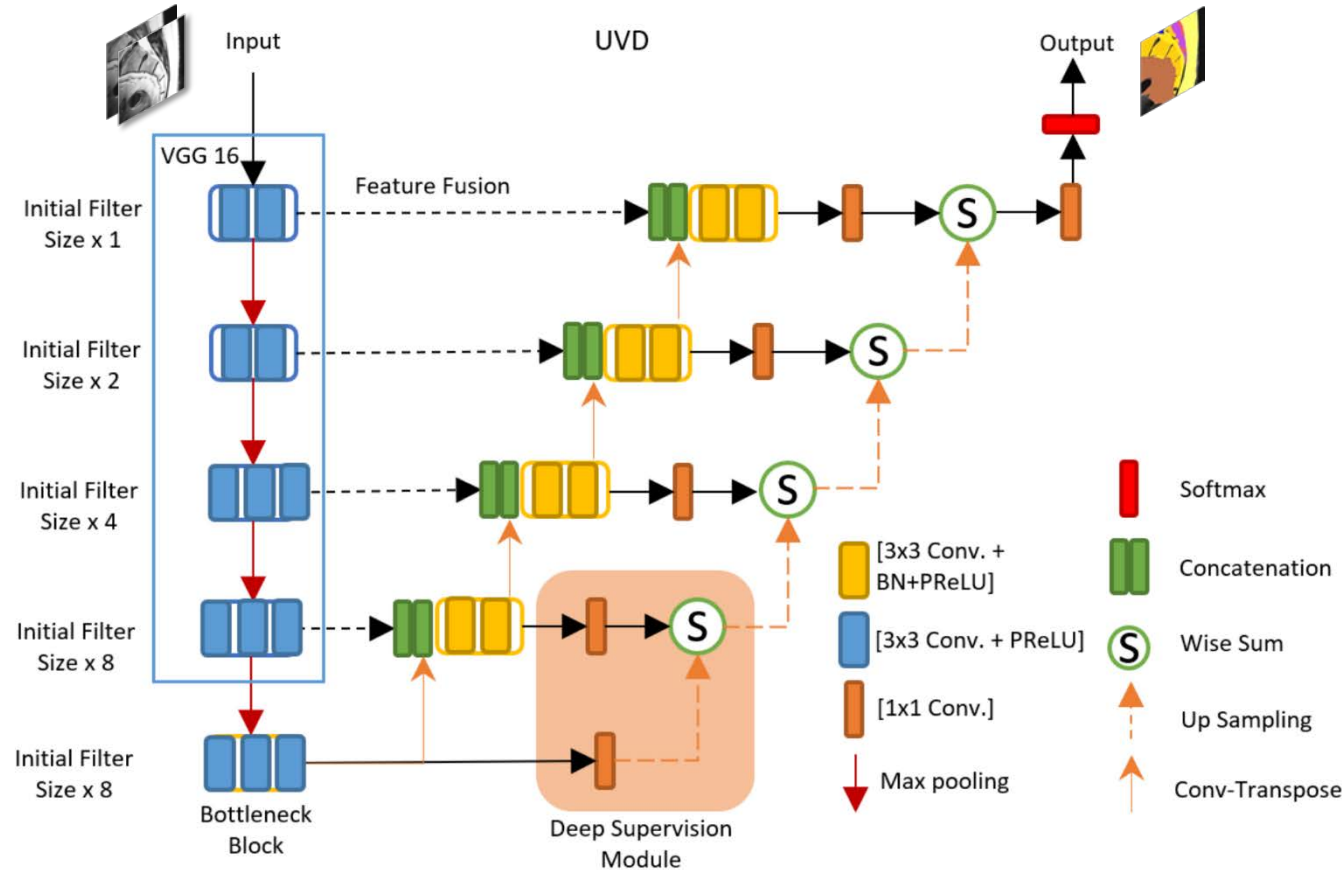 Input
UVD
Output
VGG 16
Feature Fusion
Initial Filter
Size x 1
S
Initial Filter
Size x 2
S
Initial Filter
Size x 4
S
Initial Filter
Size x 8
S
Initial Filter
Size x 8
Bottleneck
Block
Deep Supervision
Module
[3x3 Conv. +
BN+PReLU]
[3x3 Conv. + PReLU]
[1x1 Conv.]
Max pooling
Softmax
Concatenation
S
Wise Sum
Up Sampling
Conv-Transpose